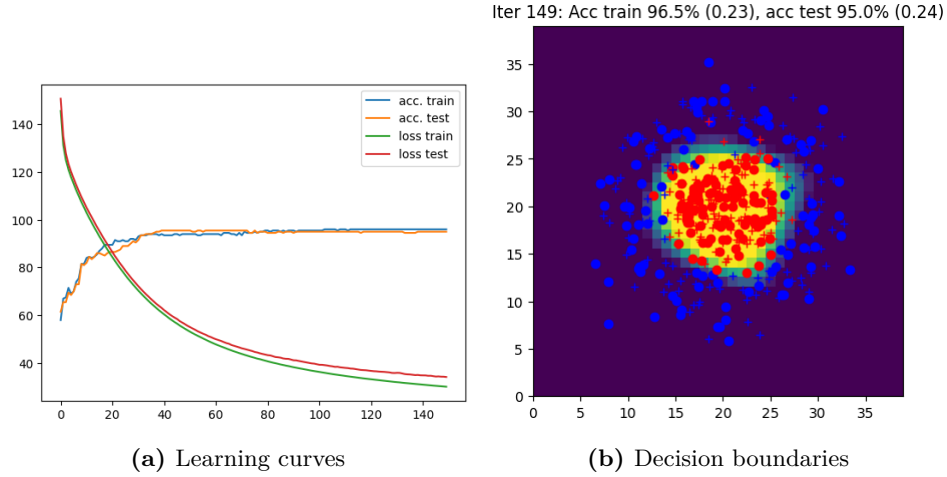 Iter 149: Acc train 96.5% (0.23), acc test 95.0% (0.24)
140
120
100
80
60
40
0 20 40 60 80 100 120 140
acc. train
acc. test
loss train
loss test
35
30
25
20
15
10
5
0
0 5 10 15 20 25 30 35
(a) Learning curves
(b) Decision boundaries